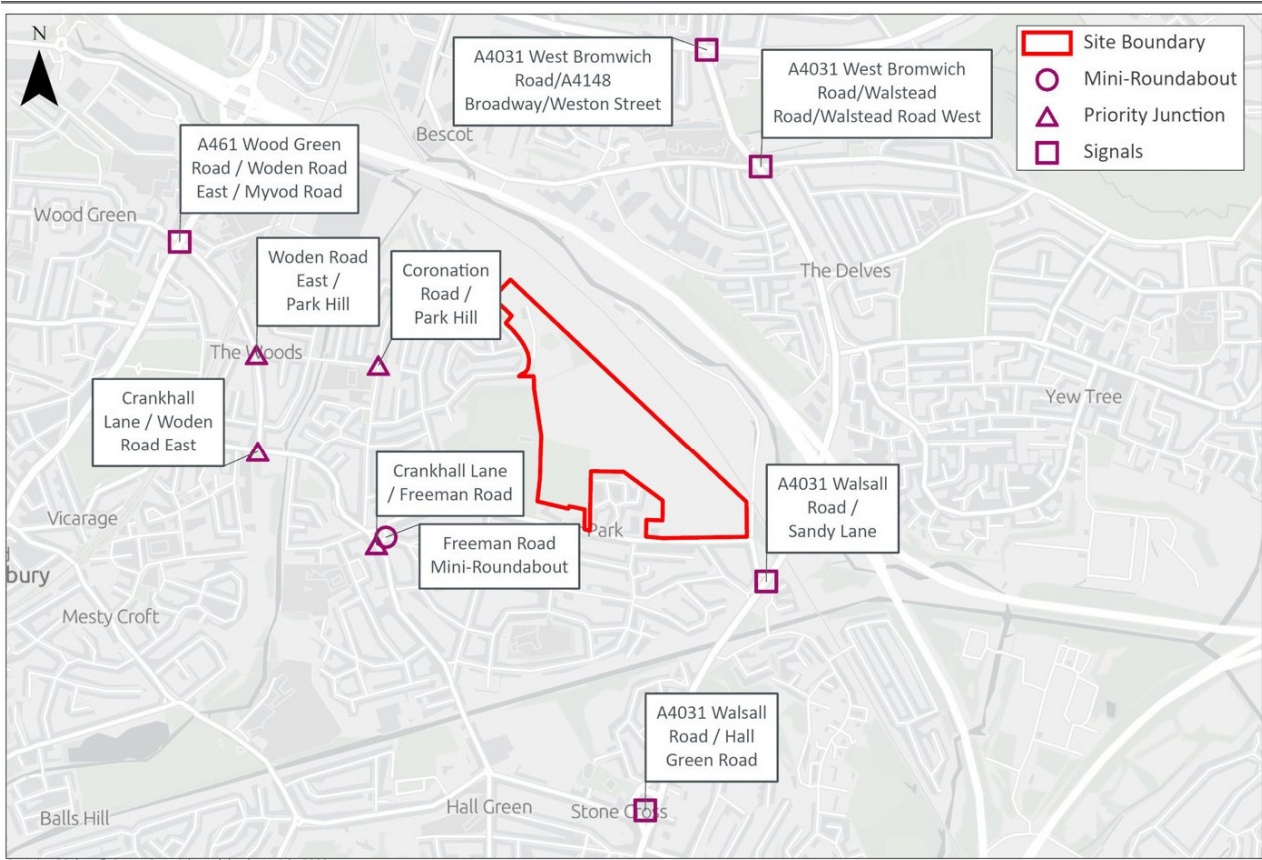 N
A4031 West Bromwich
Road/A4148
Broadway/Weston Street
A4031 West Bromwich
Road/Walstead
Road/Walstead Road West
Site Boundary
Mini-Roundabout
Priority Junction
Signals
Bescot
A461 Wood Green
Road / Woden Road
East / Myvod Road
Wood Green
Woden Road
East /
Park Hill
Coronation
Road /
Park Hill
The Delves
The Woods
Crankhall
Lane / Woden
Road East
Yew Tree
Crankhall Lane
/ Freeman Road
A4031 Walsall
Road /
Sandy Lane
Vicarage
Park
Freeman Road
Mini-Roundabout
bury
Mesty Croft
A4031 Walsall
Road / Hall
Green Road
Hall Green
Stone Cross
Balls Hill